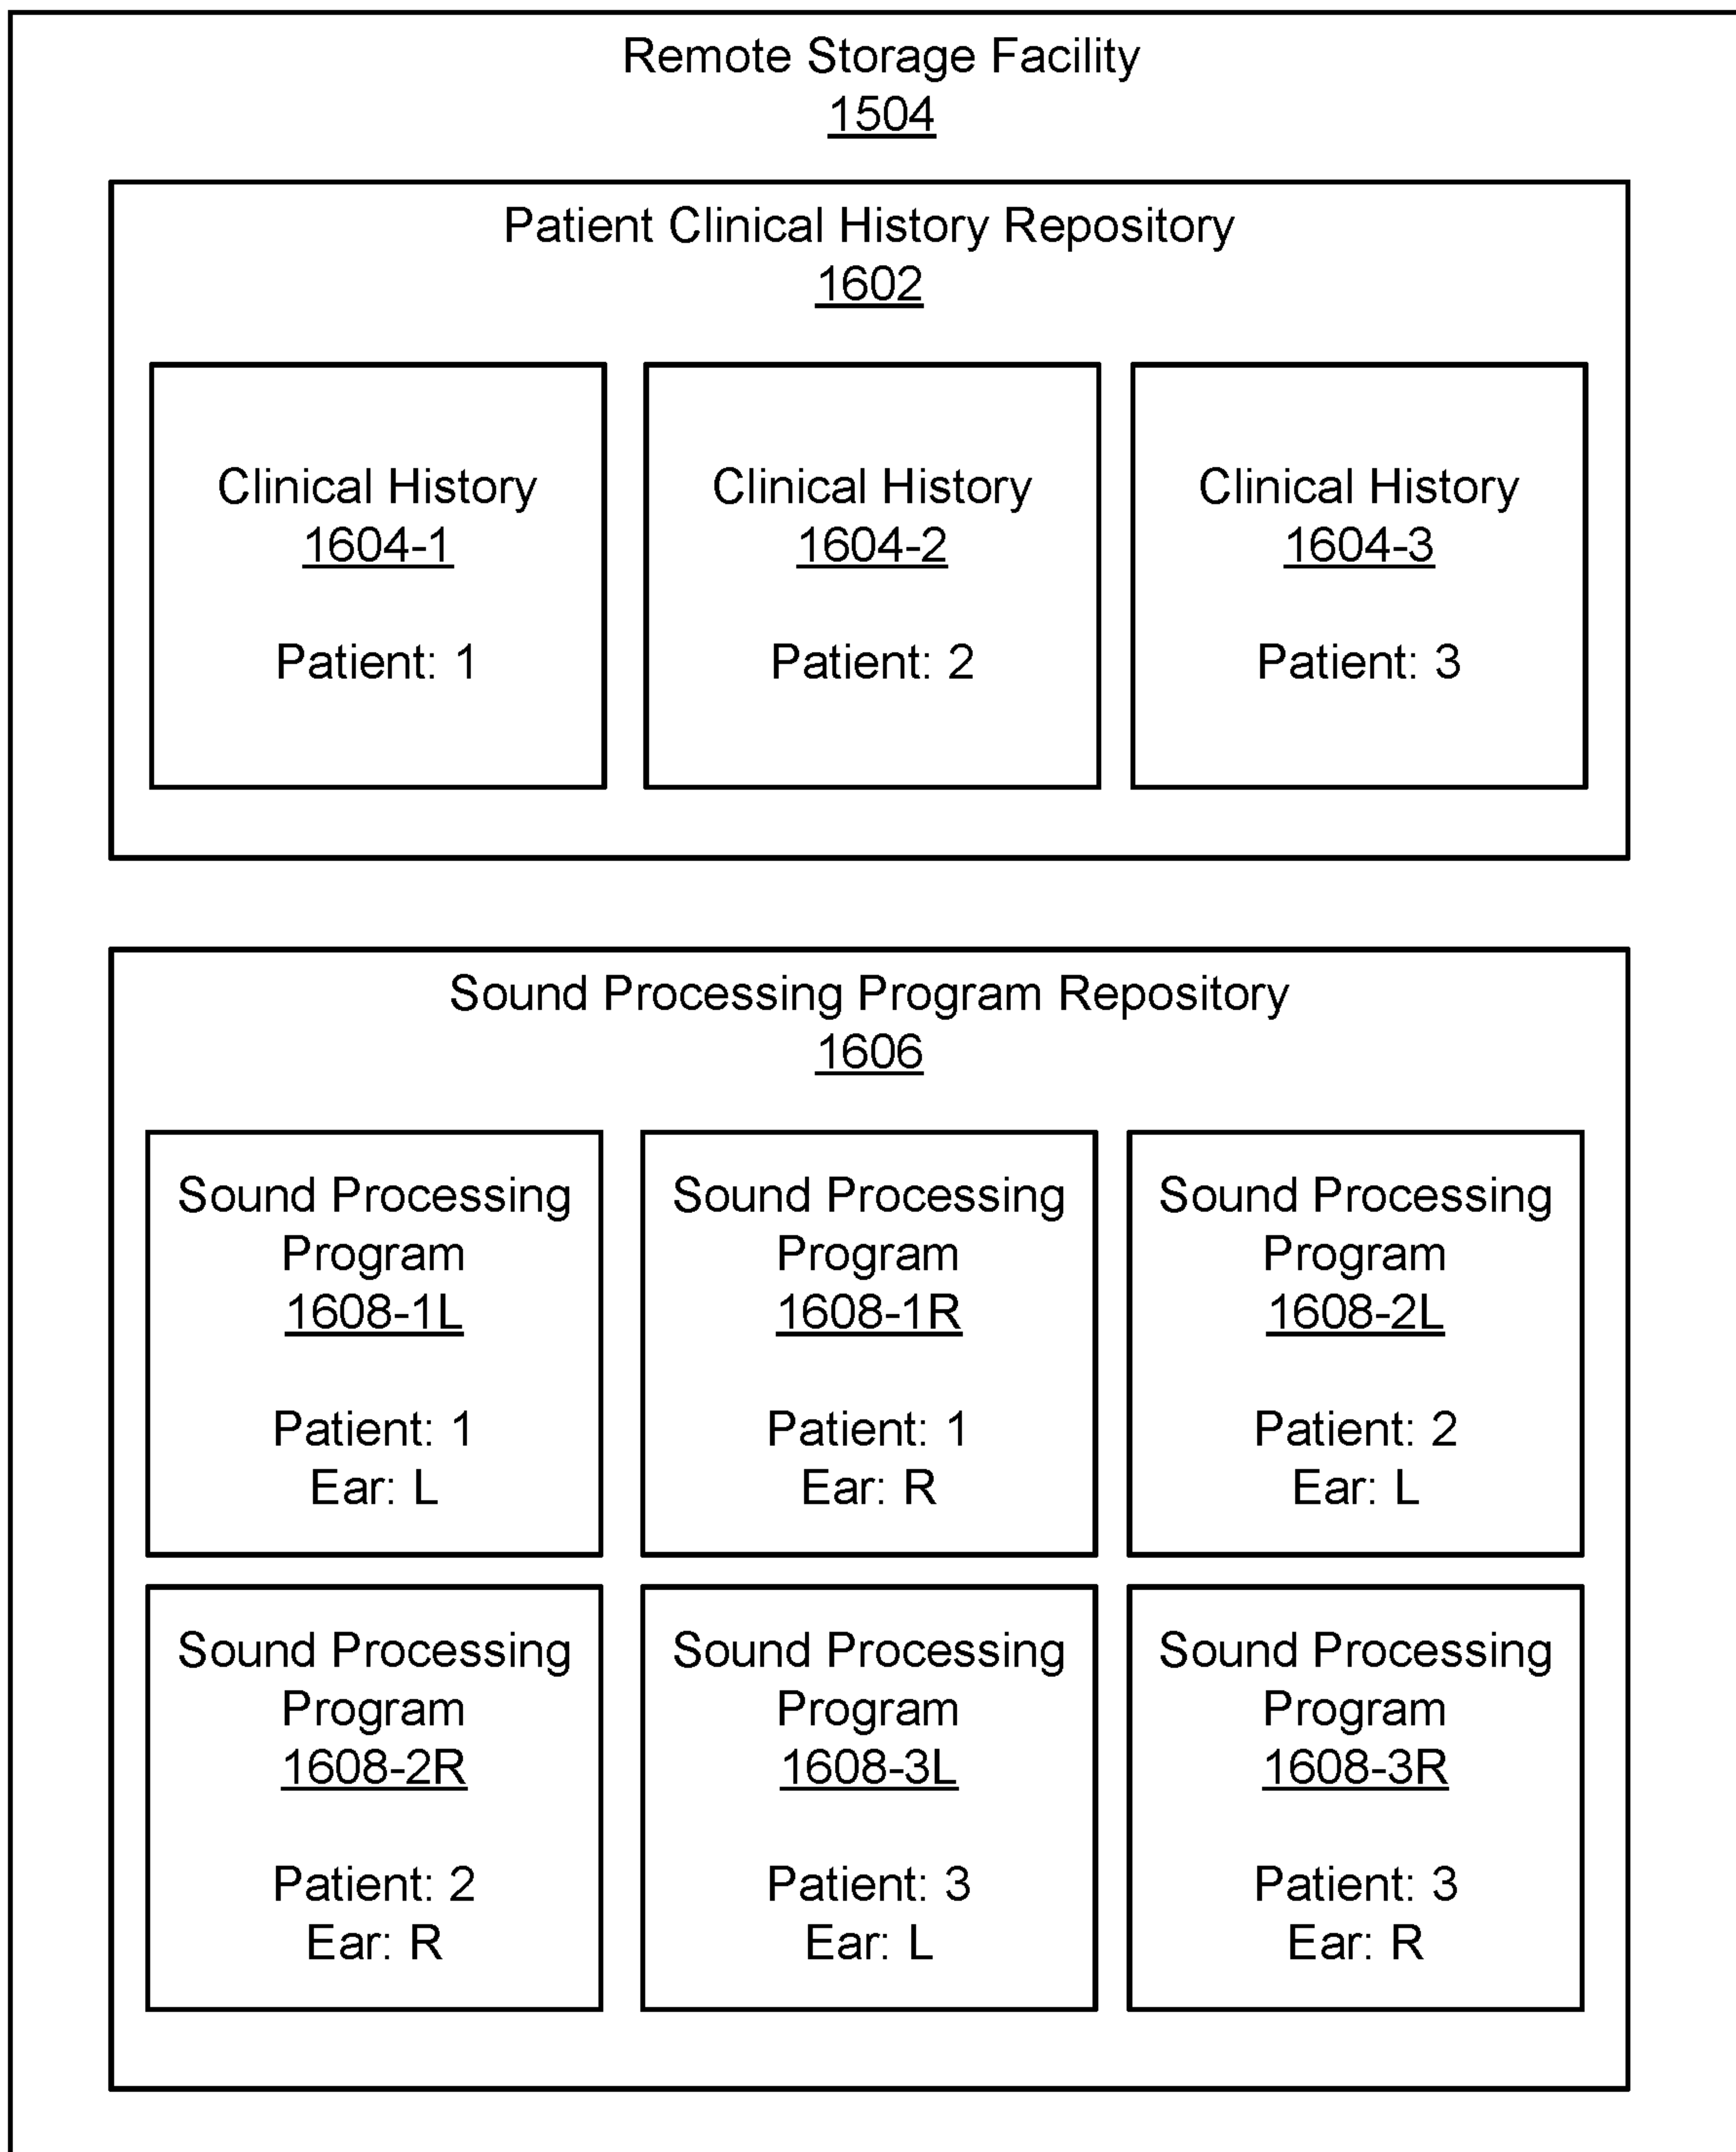 Remote Storage Facility
1504
Patient Clinical History Repository
1602
Clinical History
1604-1
Patient: 1
Clinical History
1604-2
Patient: 2
Clinical History
1604-3
Patient: 3
Sound Processing Program Repository
1606
Sound Processing
Program
1608-1L
Patient: 1
Ear: L
Sound Processing
Program
1608-1R
Patient: 1
Ear: R
Sound Processing
Program
1608-2L
Patient: 2
Ear: L
Sound Processing
Program
1608-2R
Patient: 2
Ear: R
Sound Processing
Program
1608-3L
Patient: 3
Ear: L
Sound Processing
Program
1608-3R
Patient: 3
Ear: R